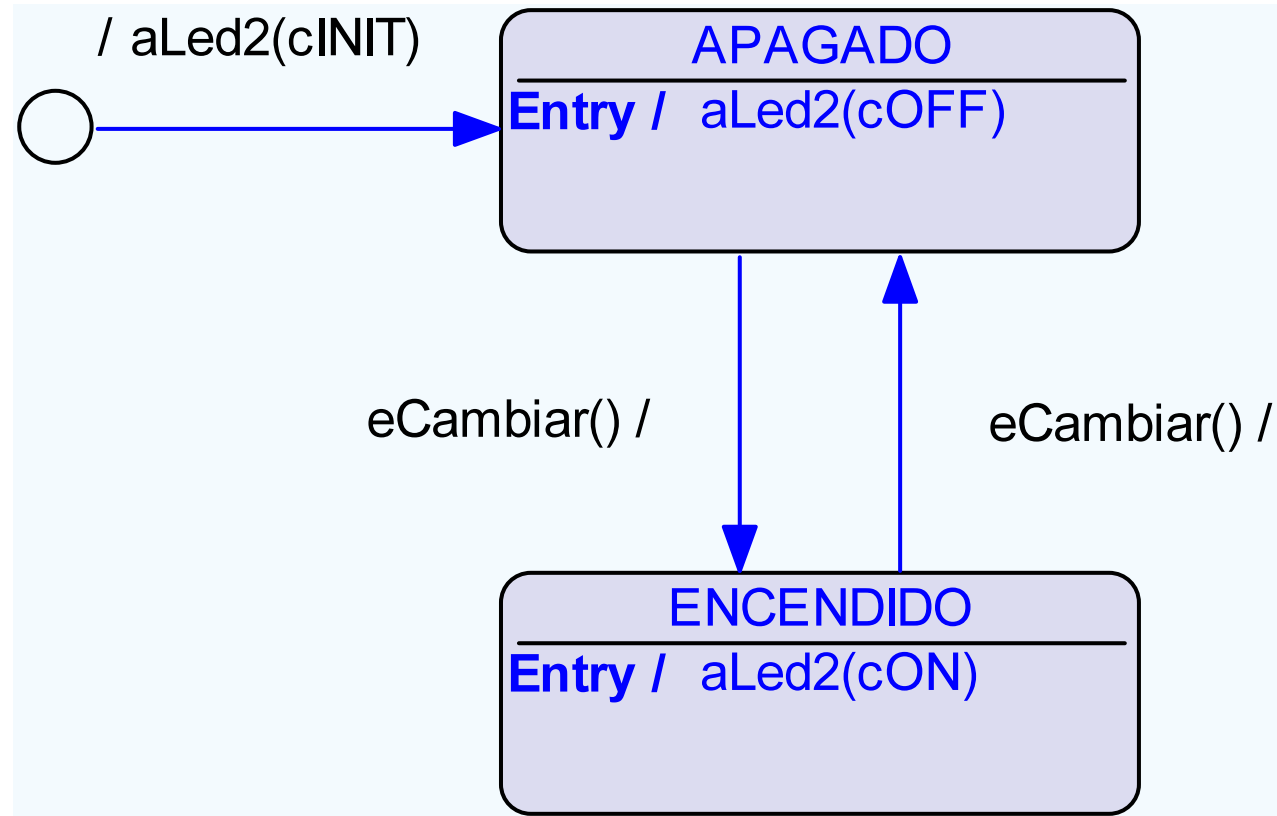 / aLed2(cINIT)
APAGADO
Entry / aLed2(cOFF)
eCambiar() /
eCambiar() /
ENCENDIDO
Entry / aLed2(cON)